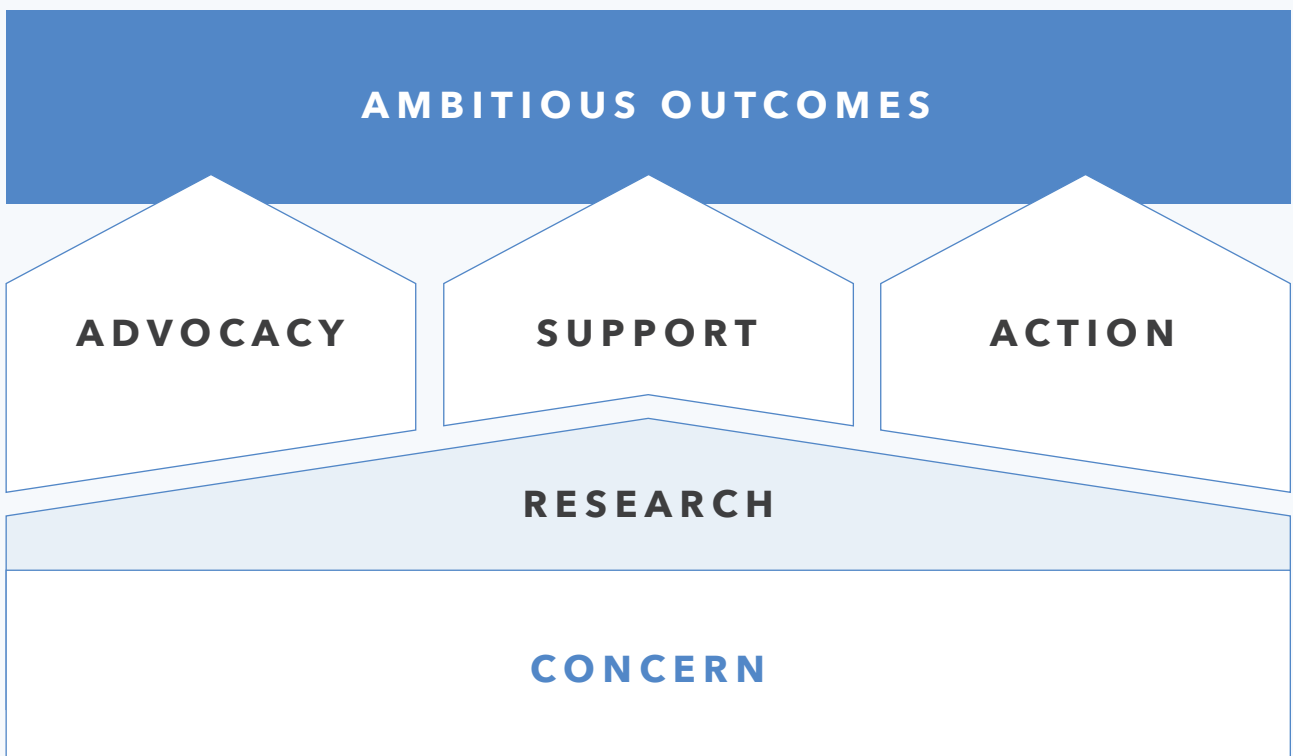 AMBITIOUS OUTCOMES
ADVOCACY
SUPPORT
ACTION
RESEARCH
CONCERN